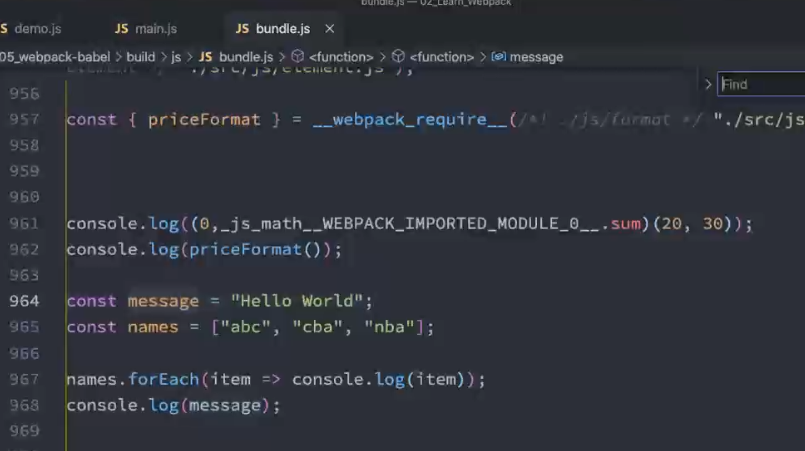 bundle.js — 02_Learn_Webpack
JS demo.js JS main.js JS bundle.js ×
05_webpack-babel > build > js > JS bundle.js > <function> > <function> > message
"./src/js/element.js");
Find
956
957 const { priceFormat } = __webpack_require__(/*! ./js/format */ "./src/js
958
959
960
961 console.log((0,_js_math__WEBPACK_IMPORTED_MODULE_0__.sum)(20, 30));
962 console.log(priceFormat());
963
964 const message = "Hello World";
965 const names = ["abc", "cba", "nba"];
966
967 names.forEach(item => console.log(item));
968 console.log(message);
969